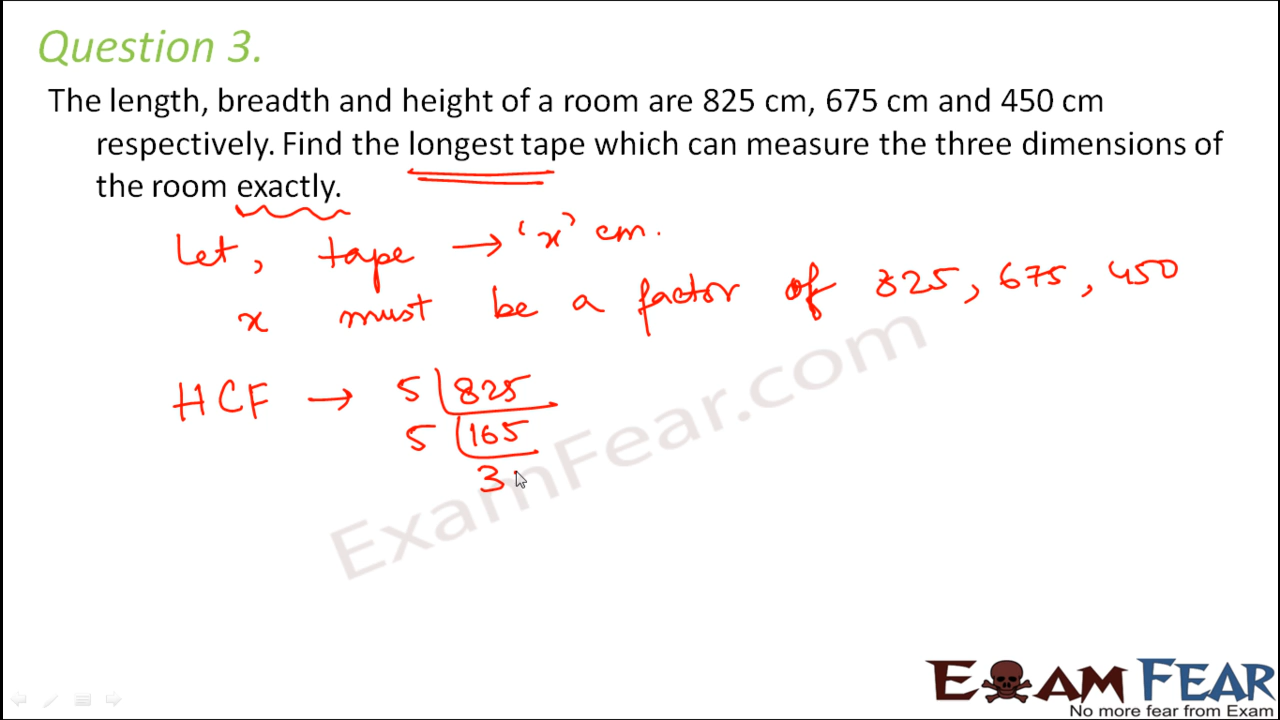 Question 3.
The length, breadth and height of a room are 825 cm, 675 cm and 450 cm
respectively. Find the longest tape which can measure the three dimensions of
the room exactly.
Let, tape → 'x' cm.
x must be a factor of 825, 675, 450
HCF → 5 825
5 165
3
ExamFear.com
EXAM FEAR
No more fear from Exam